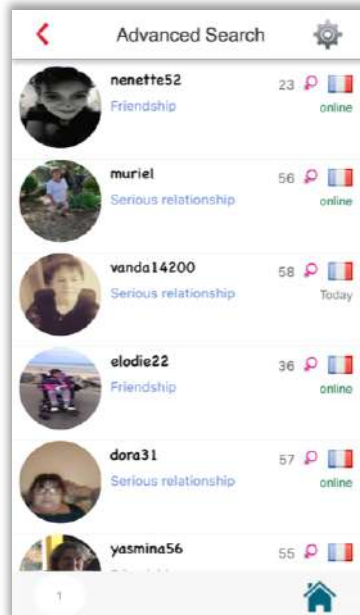 Advanced Search
nenette52
23
Friendship
online
muriel
56
Serious relationship
online
vanda14200
58
Serious relationship
Today
elodie22
36
Friendship
online
dora31
57
Serious relationship
online
yasmina56
55
1